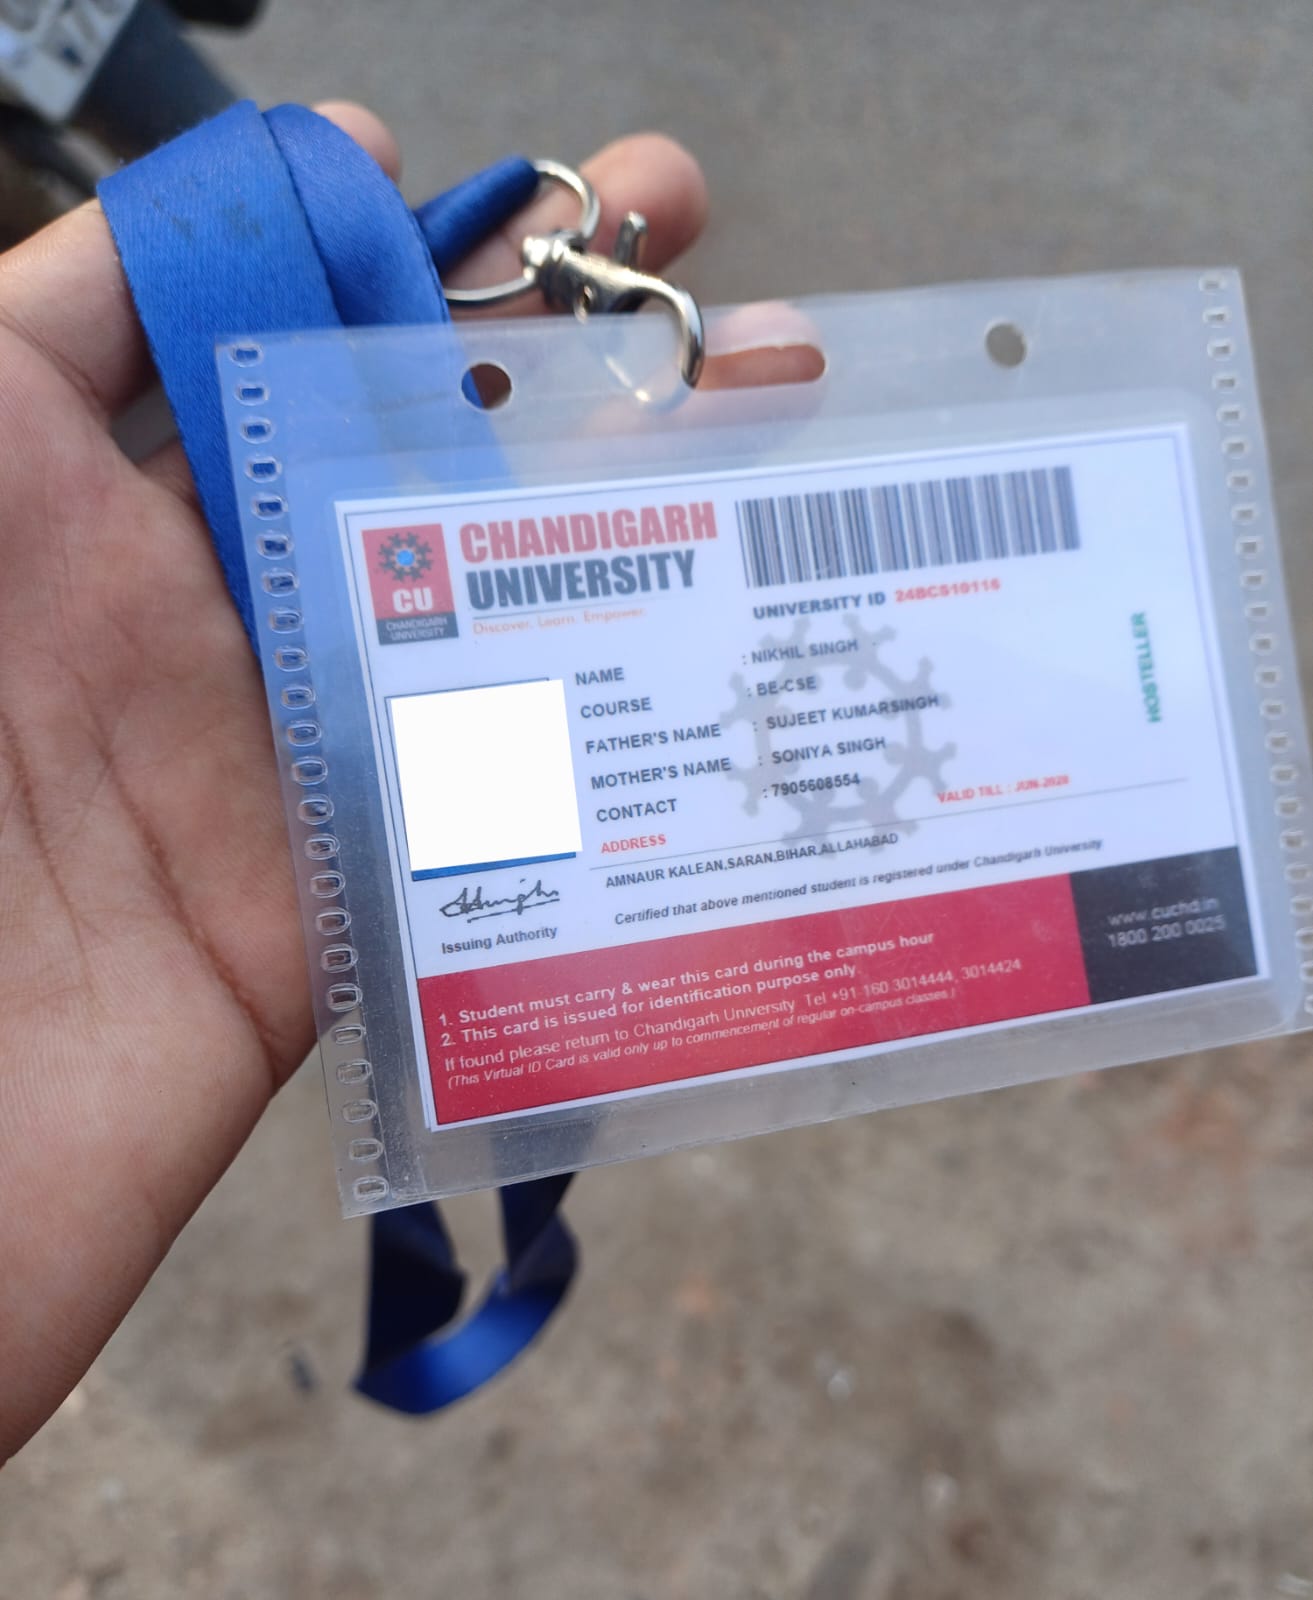 CHANDIGARH
UNIVERSITY
Discover. Learn. Empower.
CU
CHANDIGARH
UNIVERSITY
UNIVERSITY ID 24BCS10116
NAME : NIKHIL SINGH
COURSE : BE-CSE
FATHER'S NAME : SUJEET KUMARSINGH
MOTHER'S NAME : SONIYA SINGH
CONTACT : 7905608554
HOSTELLER
ADDRESS
VALID TILL : JUN-2028
AMNAUR KALEAN,SARAN,BIHAR,ALLAHABAD
Certified that above mentioned student is registered under Chandigarh University
Issuing Authority
1. Student must carry & wear this card during the campus hour
2. This card is issued for identification purpose only.
If found please return to Chandigarh University Tel +91-160 3014444, 3014424
(This Virtual ID Card is valid only up to commencement of regular on-campus classes.)
www.cuchd.in
1800 200 0025